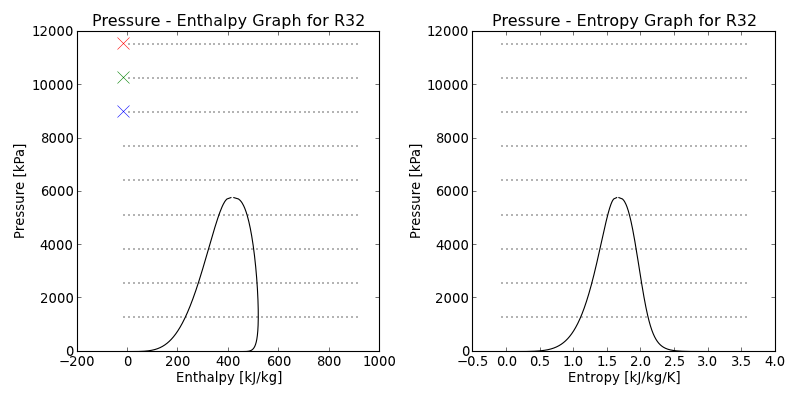 Pressure - Enthalpy Graph for R32
12000
10000
8000
6000
4000
2000
0
Pressure [kPa]
−200 0 200 400 600 800 1000
Enthalpy [kJ/kg]
Pressure - Entropy Graph for R32
12000
10000
8000
6000
4000
2000
0
Pressure [kPa]
−0.5 0.0 0.5 1.0 1.5 2.0 2.5 3.0 3.5 4.0
Entropy [kJ/kg/K]